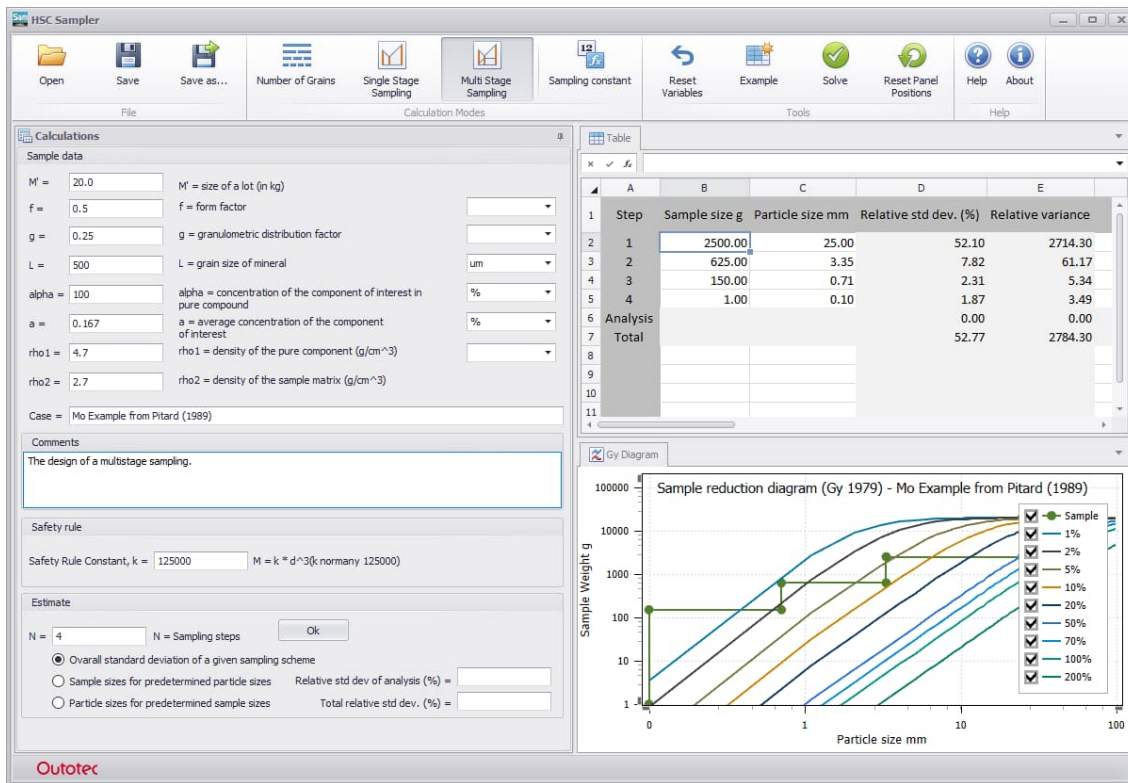 Sam HSC Sampler
Open Save Save as... Number of Grains Single Stage Sampling Multi Stage Sampling Sampling constant Reset Variables Example Solve Reset Panel Positions Help About
File Calculation Modes Tools Help
Calculations
Sample data
M' = 20.0 M' = size of a lot (in kg)
f = 0.5 f = form factor
g = 0.25 g = granulometric distribution factor
L = 500 L = grain size of mineral um
alpha = 100 alpha = concentration of the component of interest in pure compound %
a = 0.167 a = average concentration of the component of interest %
rho1 = 4.7 rho1 = density of the pure component (g/cm^3)
rho2 = 2.7 rho2 = density of the sample matrix (g/cm^3)
Case = Mo Example from Pitard (1989)
Comments
The design of a multistage sampling.
Safety rule
Safety Rule Constant, k = 125000 M = k * d^3(k normany 125000)
Estimate
N = 4 N = Sampling steps Ok
Ovarall standard deviation of a given sampling scheme
Sample sizes for predetermined particle sizes Relative std dev of analysis (%) =
Particle sizes for predetermined sample sizes Total relative std dev. (%) =
Outotec
Table
fx
A B C D E
1 Step Sample size g Particle size mm Relative std dev. (%) Relative variance
2 1 2500.00 25.00 52.10 2714.30
3 2 625.00 3.35 7.82 61.17
4 3 150.00 0.71 2.31 5.34
5 4 1.00 0.10 1.87 3.49
6 Analysis 0.00 0.00
7 Total 52.77 2784.30
8
9
10
11
Gy Diagram
Sample reduction diagram (Gy 1979) - Mo Example from Pitard (1989)
Sample Weight g
100000
10000
1000
100
10
1
0 1 10 100
Particle size mm
Sample
1%
2%
5%
10%
20%
50%
70%
100%
200%